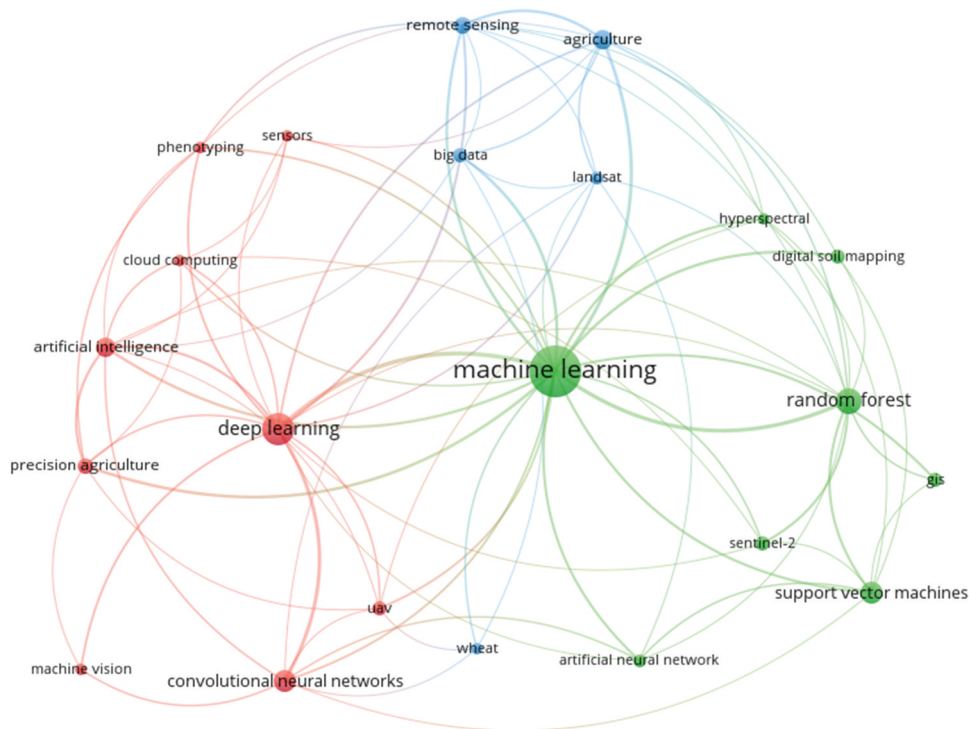 remote sensing
agriculture
sensors
phenotyping
big data
landsat
hyperspectral
digital soil mapping
cloud computing
artificial intelligence
machine learning
random forest
deep learning
precision agriculture
gis
sentinel-2
support vector machines
uav
wheat
artificial neural network
machine vision
convolutional neural networks